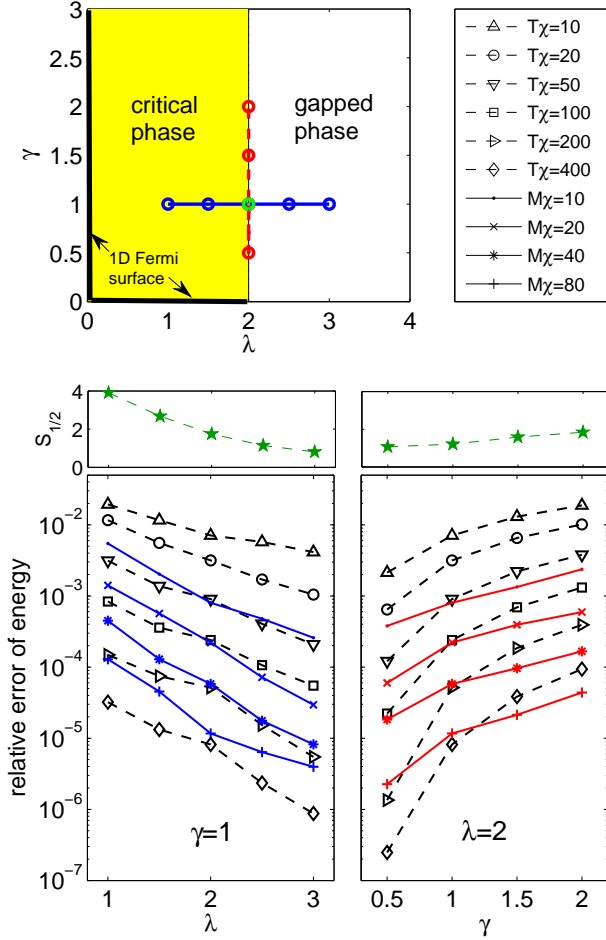 3
2.5
2
1.5
1
0.5
0
γ
critical
phase
gapped
phase
1D Fermi
surface
0
1
2
3
4
λ
Tχ=10
Tχ=20
Tχ=50
Tχ=100
Tχ=200
Tχ=400
Mχ=10
Mχ=20
Mχ=40
Mχ=80
4
2
0
S1/2
10−2
10−3
10−4
10−5
10−6
10−7
relative error of energy
γ=1
λ=2
1
1.5
2
2.5
3
λ
0.5
1
1.5
2
γ